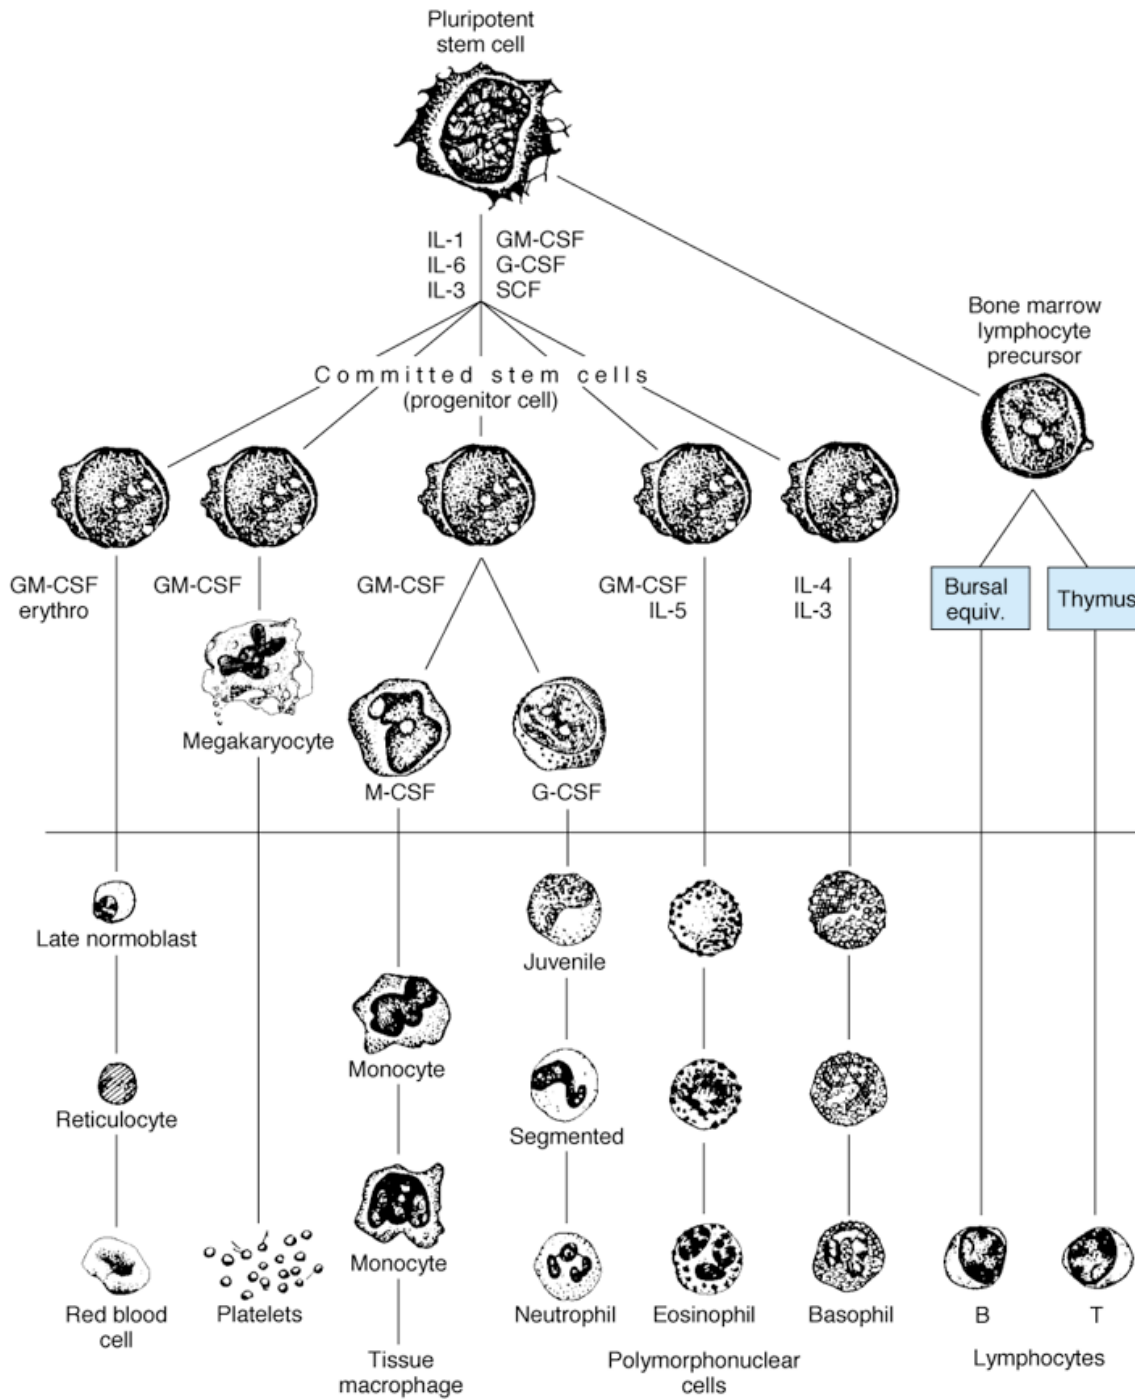 Pluripotent
stem cell
IL-1 GM-CSF
IL-6 G-CSF
IL-3 SCF
Bone marrow
lymphocyte
precursor
Committed stem cells
(progenitor cell)
GM-CSF
erythro
GM-CSF
GM-CSF
GM-CSF
IL-5
IL-4
IL-3
Bursal
equiv.
Thymus
Megakaryocyte
M-CSF
G-CSF
Late normoblast
Juvenile
Monocyte
Reticulocyte
Segmented
Monocyte
Red blood
cell
Platelets
Neutrophil
Eosinophil
Basophil
B
T
Tissue
macrophage
Polymorphonuclear
cells
Lymphocytes